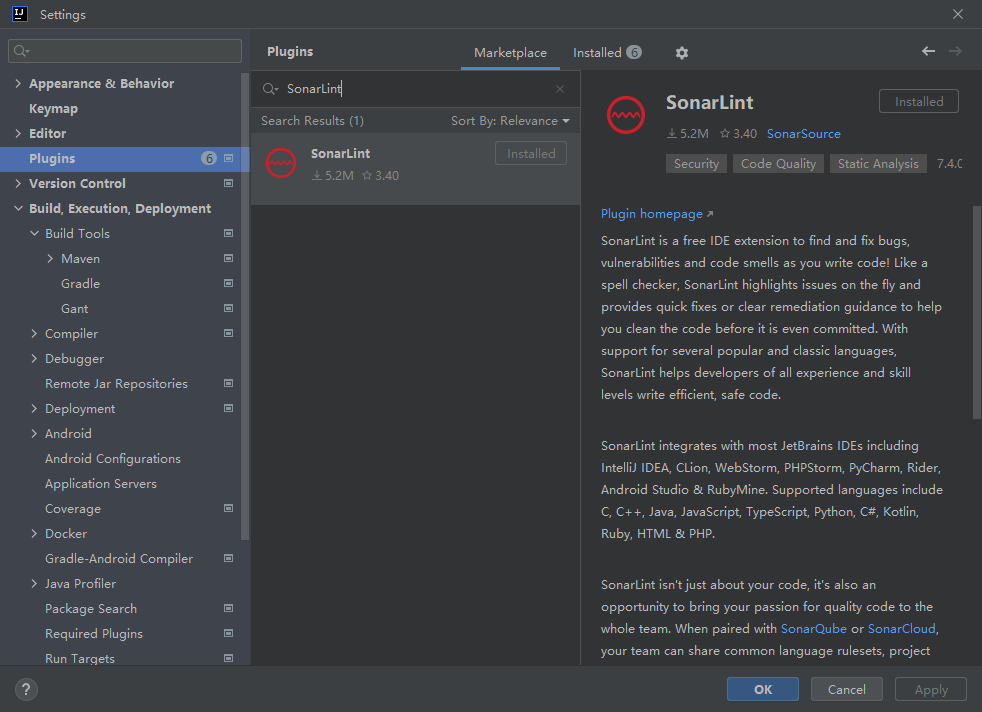 IJ
Settings
Appearance & Behavior
Keymap
Editor
Plugins
6
Version Control
Build, Execution, Deployment
Build Tools
Maven
Gradle
Gant
Compiler
Debugger
Remote Jar Repositories
Deployment
Android
Android Configurations
Application Servers
Coverage
Docker
Gradle-Android Compiler
Java Profiler
Package Search
Required Plugins
Run Targets
Plugins
Marketplace
Installed 6
SonarLint
Search Results (1)
Sort By: Relevance
SonarLint
Installed
5.2M 3.40
SonarLint
Installed
5.2M 3.40 SonarSource
Security Code Quality Static Analysis 7.4.0
Plugin homepage
SonarLint is a free IDE extension to find and fix bugs,
vulnerabilities and code smells as you write code! Like a
spell checker, SonarLint highlights issues on the fly and
provides quick fixes or clear remediation guidance to help
you clean the code before it is even committed. With
support for several popular and classic languages,
SonarLint helps developers of all experience and skill
levels write efficient, safe code.
SonarLint integrates with most JetBrains IDEs including
IntelliJ IDEA, CLion, WebStorm, PHPStorm, PyCharm, Rider,
Android Studio & RubyMine. Supported languages include
C, C++, Java, JavaScript, TypeScript, Python, C#, Kotlin,
Ruby, HTML & PHP.
SonarLint isn't just about your code, it's also an
opportunity to bring your passion for quality code to the
whole team. When paired with SonarQube or SonarCloud,
your team can share common language rulesets, project
?
OK
Cancel
Apply